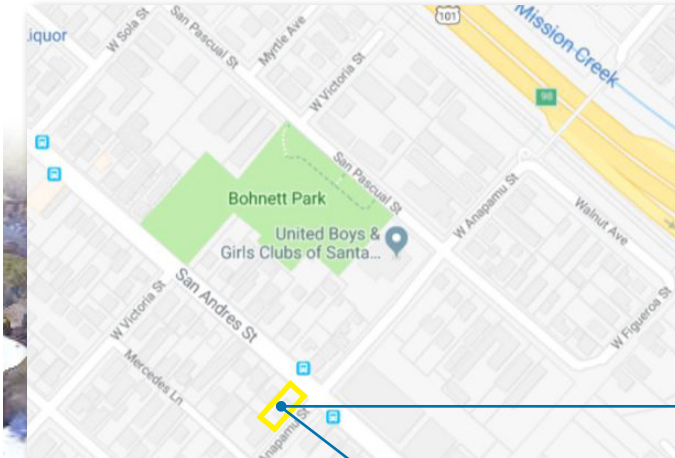 iquor
W Sola St
San Pascual St
Myrtle Ave
W Victoria St
101
Mission Creek
98
San Pascual St
Bohnett Park
United Boys &
Girls Clubs of Santa...
W Anapamu St
Walnut Ave
W Figueroa St
San Andres St
W Victoria St
Mercedes Ln
Anapamu St